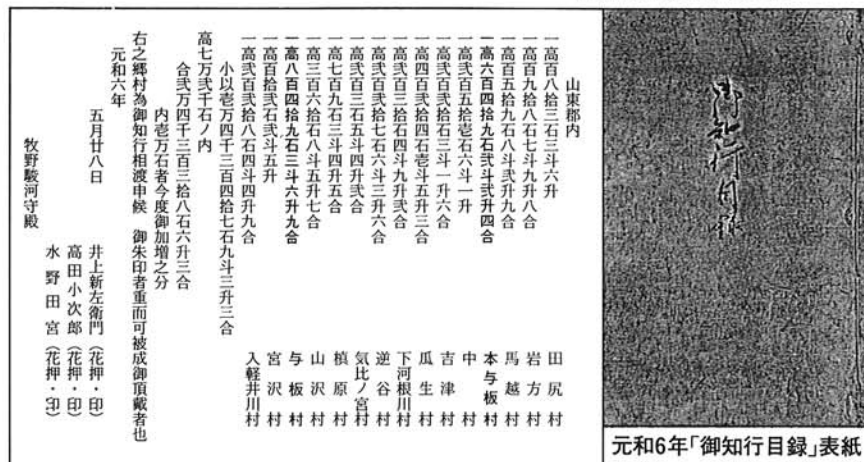 山東郡内
一高百八拾三石三斗六升 田尻村
一高百九拾八石七斗九升八合 岩方村
一高百五拾九石八斗弐升九合 馬越村
一高六百四拾九石弐斗弐升四合 本与板村
一高弐百五拾壱石六斗一升 中村
一高弐百弐拾石三斗一升六合 吉津村
一高四百弐拾四石壱斗五升三合 瓜生村
一高弐百三拾石四斗九升弐合 下河根川村
一高弐百弐拾七石六斗三升六合 逆谷村
一高弐百三石五斗四升弐合 気比ノ宮村
一高七百九石三斗四升五合 槙原村
一高三百六拾石八斗五升七合 山沢村
一高八百四拾九石三斗六升九合 与板村
一高百拾弐石弐斗五升 宮沢村
一高弐百弐拾八石四斗四升九合 入軽井川村
小以壱万四千三百四拾七石九斗三升三合
高七万弐千石ノ内
合弐万四千三百三拾八石六升三合
内壱万石者今度御加増之分
右之郷村為御知行相渡申候 御朱印者重而可被成御頂戴者也
元和六年
五月廿八日 井上新左衛門（花押・印）
高田小次郎（花押・印）
水野田宮（花押・印）
牧野駿河守殿
御知行目録
元和6年「御知行目録」表紙